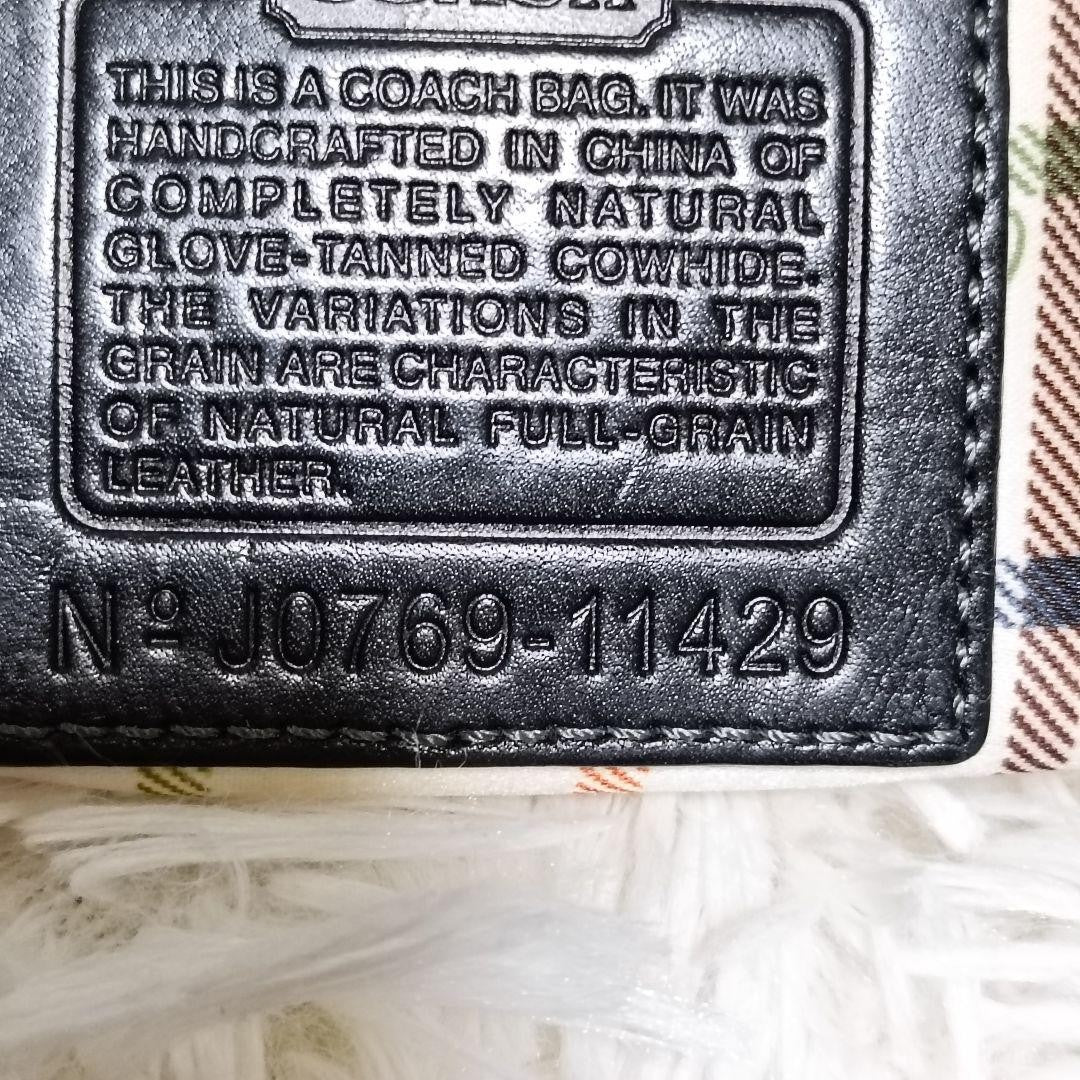 COACH
THIS IS A COACH BAG. IT WAS
HANDCRAFTED IN CHINA OF
COMPLETELY NATURAL
GLOVE-TANNED COWHIDE.
THE VARIATIONS IN THE
GRAIN ARE CHARACTERISTIC
OF NATURAL FULL-GRAIN
LEATHER.
Nº J0769-11429